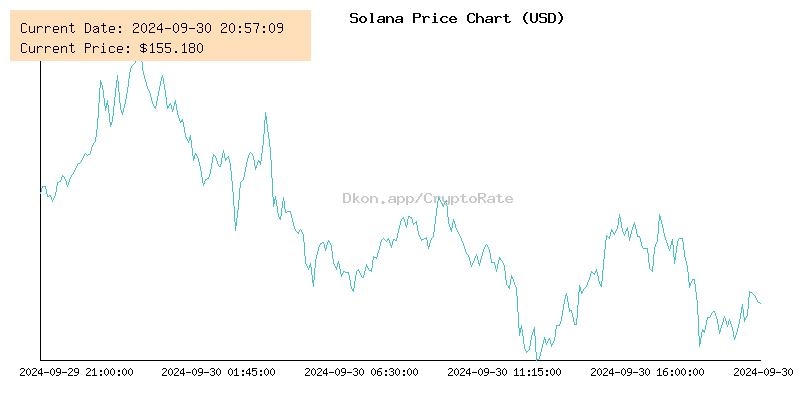 Solana Price Chart (USD)
Current Date: 2024-09-30 20:57:09
Current Price: $155.180
Dkon.app/CryptoRate
2024-09-29 21:00:00
2024-09-30 01:45:00
2024-09-30 06:30:00
2024-09-30 11:15:00
2024-09-30 16:00:00
2024-09-30